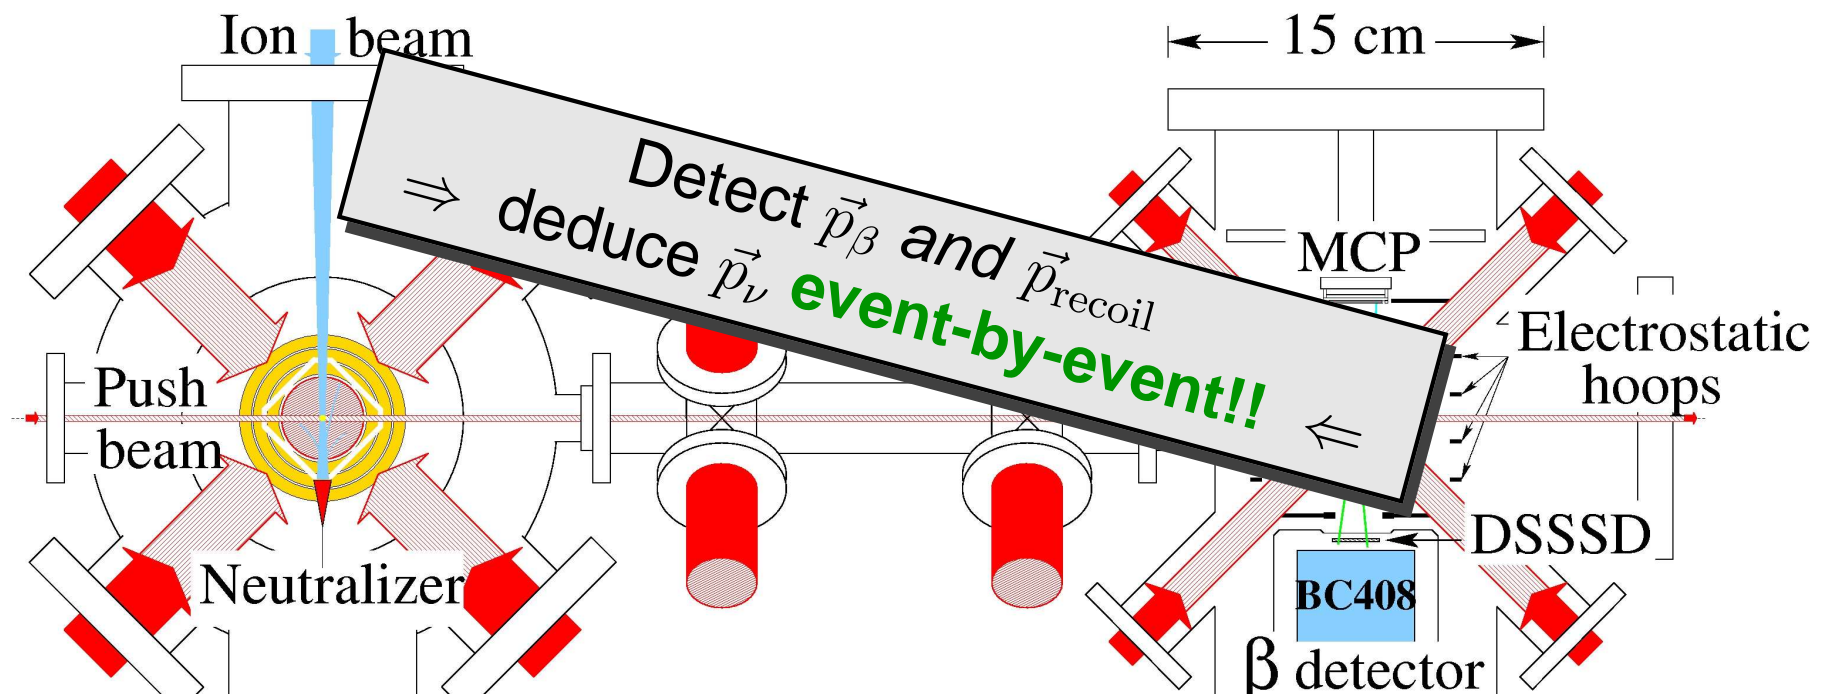 Ion beam
15 cm
Detect p⃗β and p⃗recoil
⇒ deduce p⃗ν event-by-event!! ⇐
MCP
Electrostatic
hoops
Push
beam
Neutralizer
DSSSD
BC408
β detector